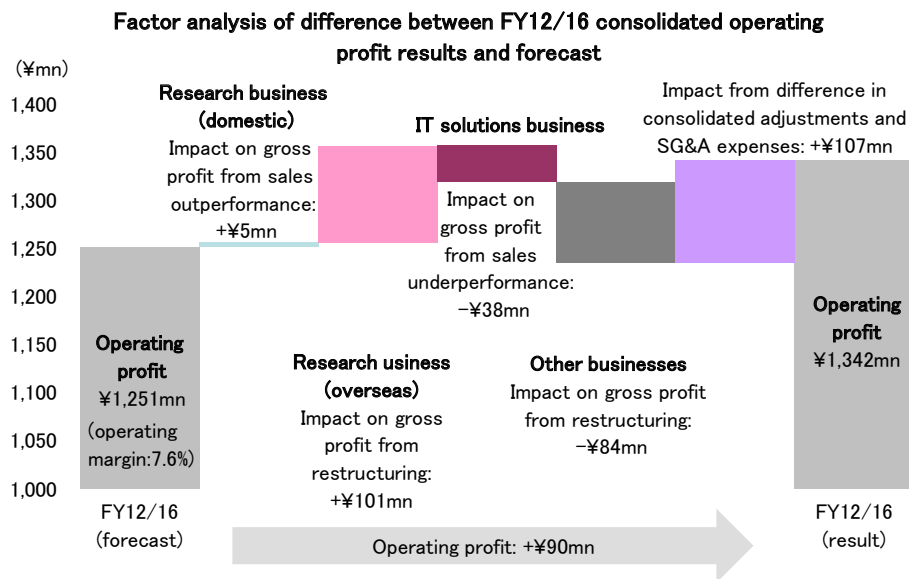 Factor analysis of difference between FY12/16 consolidated operating
profit results and forecast
(¥mn)
1,400
1,350
1,300
1,250
1,200
1,150
1,100
1,050
1,000
Research business
(domestic)
Impact on gross
profit from sales
outperformance:
+¥5mn
IT solutions business
Impact on
gross profit
from sales
underperformance:
−¥38mn
Impact from difference in
consolidated adjustments and
SG&A expenses: +¥107mn
Operating
profit
¥1,251mn
(operating
margin:7.6%)
Research usiness
(overseas)
Impact on gross
profit from
restructuring:
+¥101mn
Other businesses
Impact on gross profit
from restructuring:
−¥84mn
Operating
profit
¥1,342mn
FY12/16
(forecast)
Operating profit: +¥90mn
FY12/16
(result)